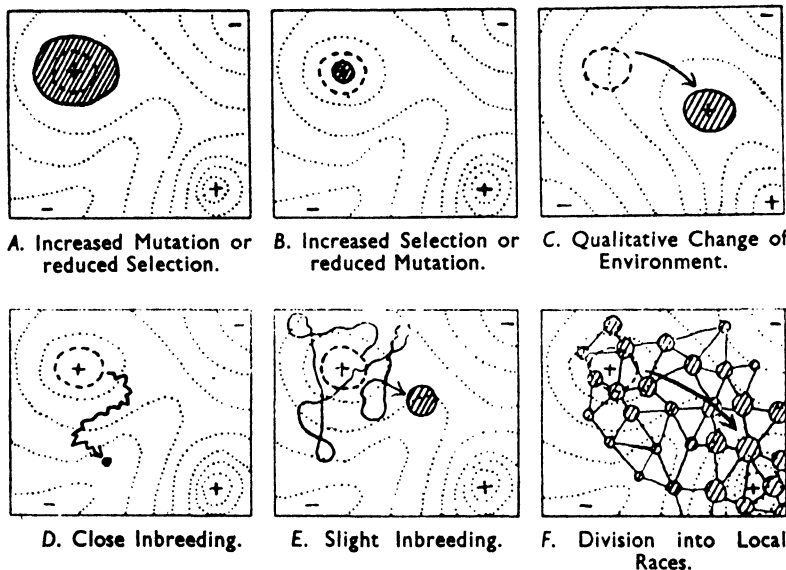 A. Increased Mutation or
reduced Selection.
B. Increased Selection or
reduced Mutation.
C. Qualitative Change of
Environment.
D. Close Inbreeding.
E. Slight Inbreeding.
F. Division into Local
Races.